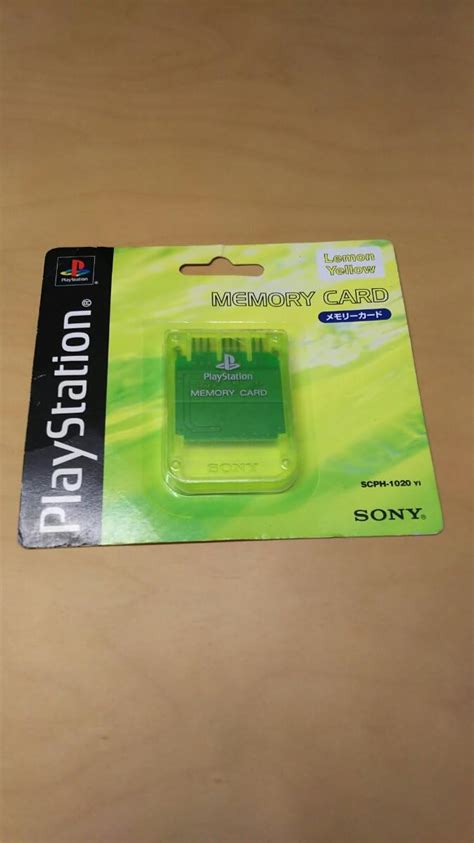 PlayStation
PlayStation®
Lemon
Yellow
MEMORY CARD
メモリーカード
PlayStation
MEMORY CARD
SONY
SCPH-1020 YI
SONY®